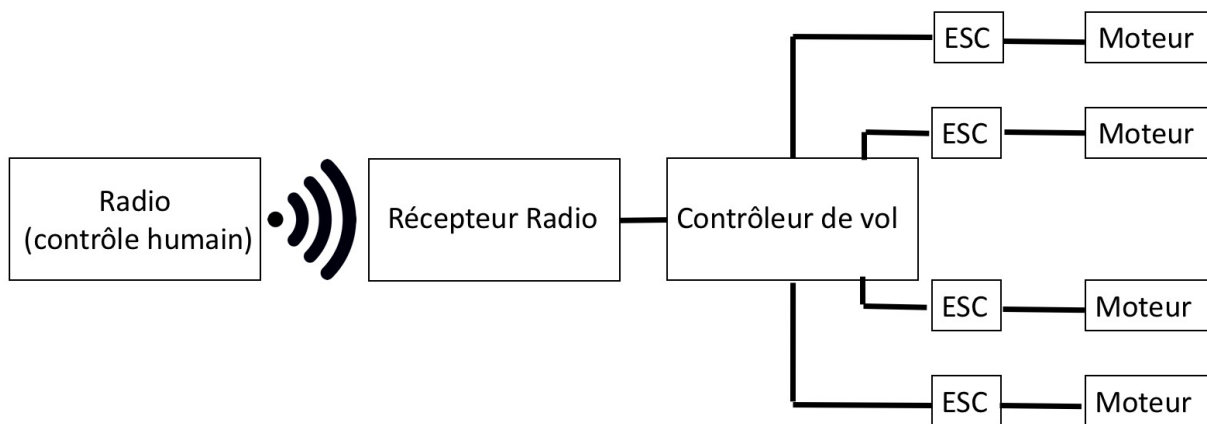 ESC
Moteur
ESC
Moteur
Radio
(contrôle humain)
Récepteur Radio
Contrôleur de vol
ESC
Moteur
ESC
Moteur